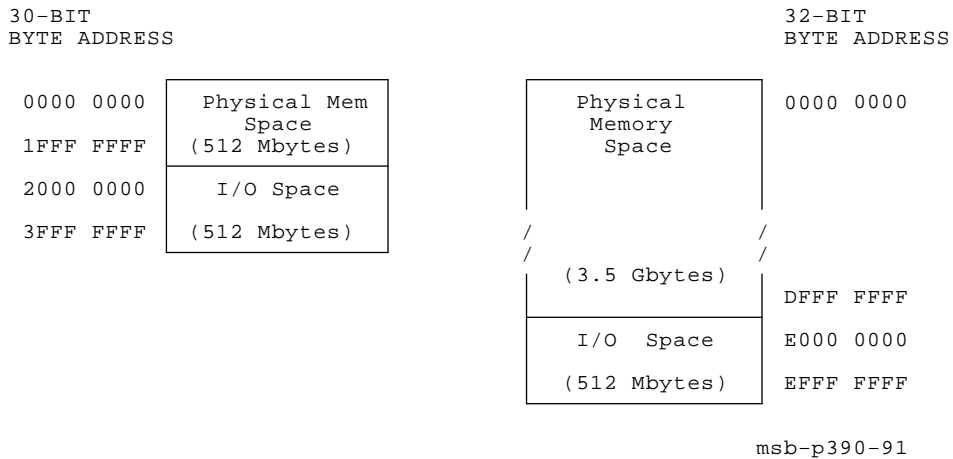 30-BIT
BYTE ADDRESS
0000 0000
Physical Mem
Space
1FFF FFFF
(512 Mbytes)
2000 0000
I/O Space
3FFF FFFF
(512 Mbytes)
32-BIT
BYTE ADDRESS
Physical
Memory
Space
0000 0000
/ /
/ /
(3.5 Gbytes)
DFFF FFFF
I/O Space
E000 0000
(512 Mbytes)
EFFF FFFF
msb-p390-91